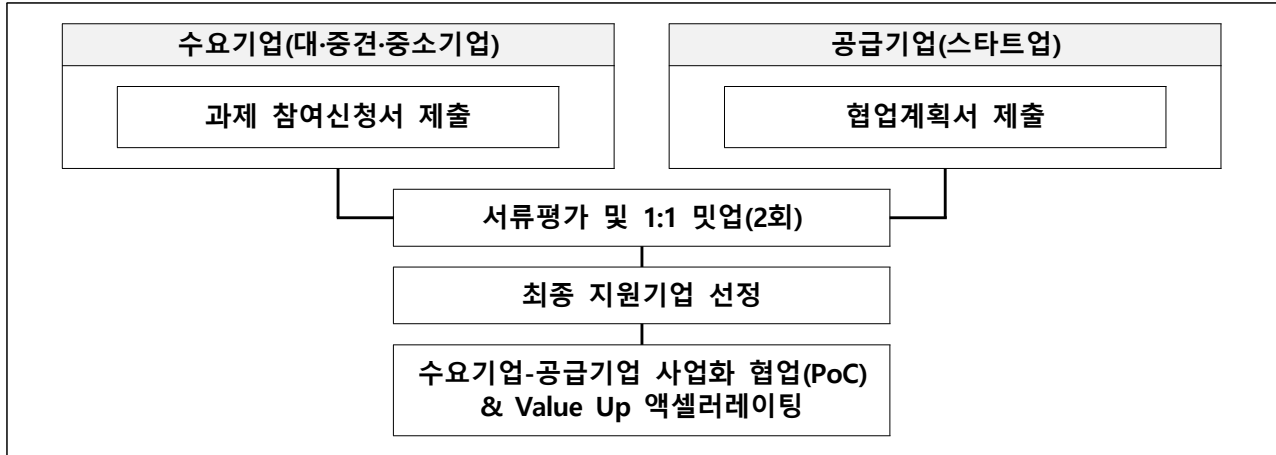 수요기업(대·중견·중소기업)
과제 참여신청서 제출
공급기업(스타트업)
협업계획서 제출
서류평가 및 1:1 밋업(2회)
최종 지원기업 선정
수요기업-공급기업 사업화 협업(PoC)
& Value Up 액셀러레이팅